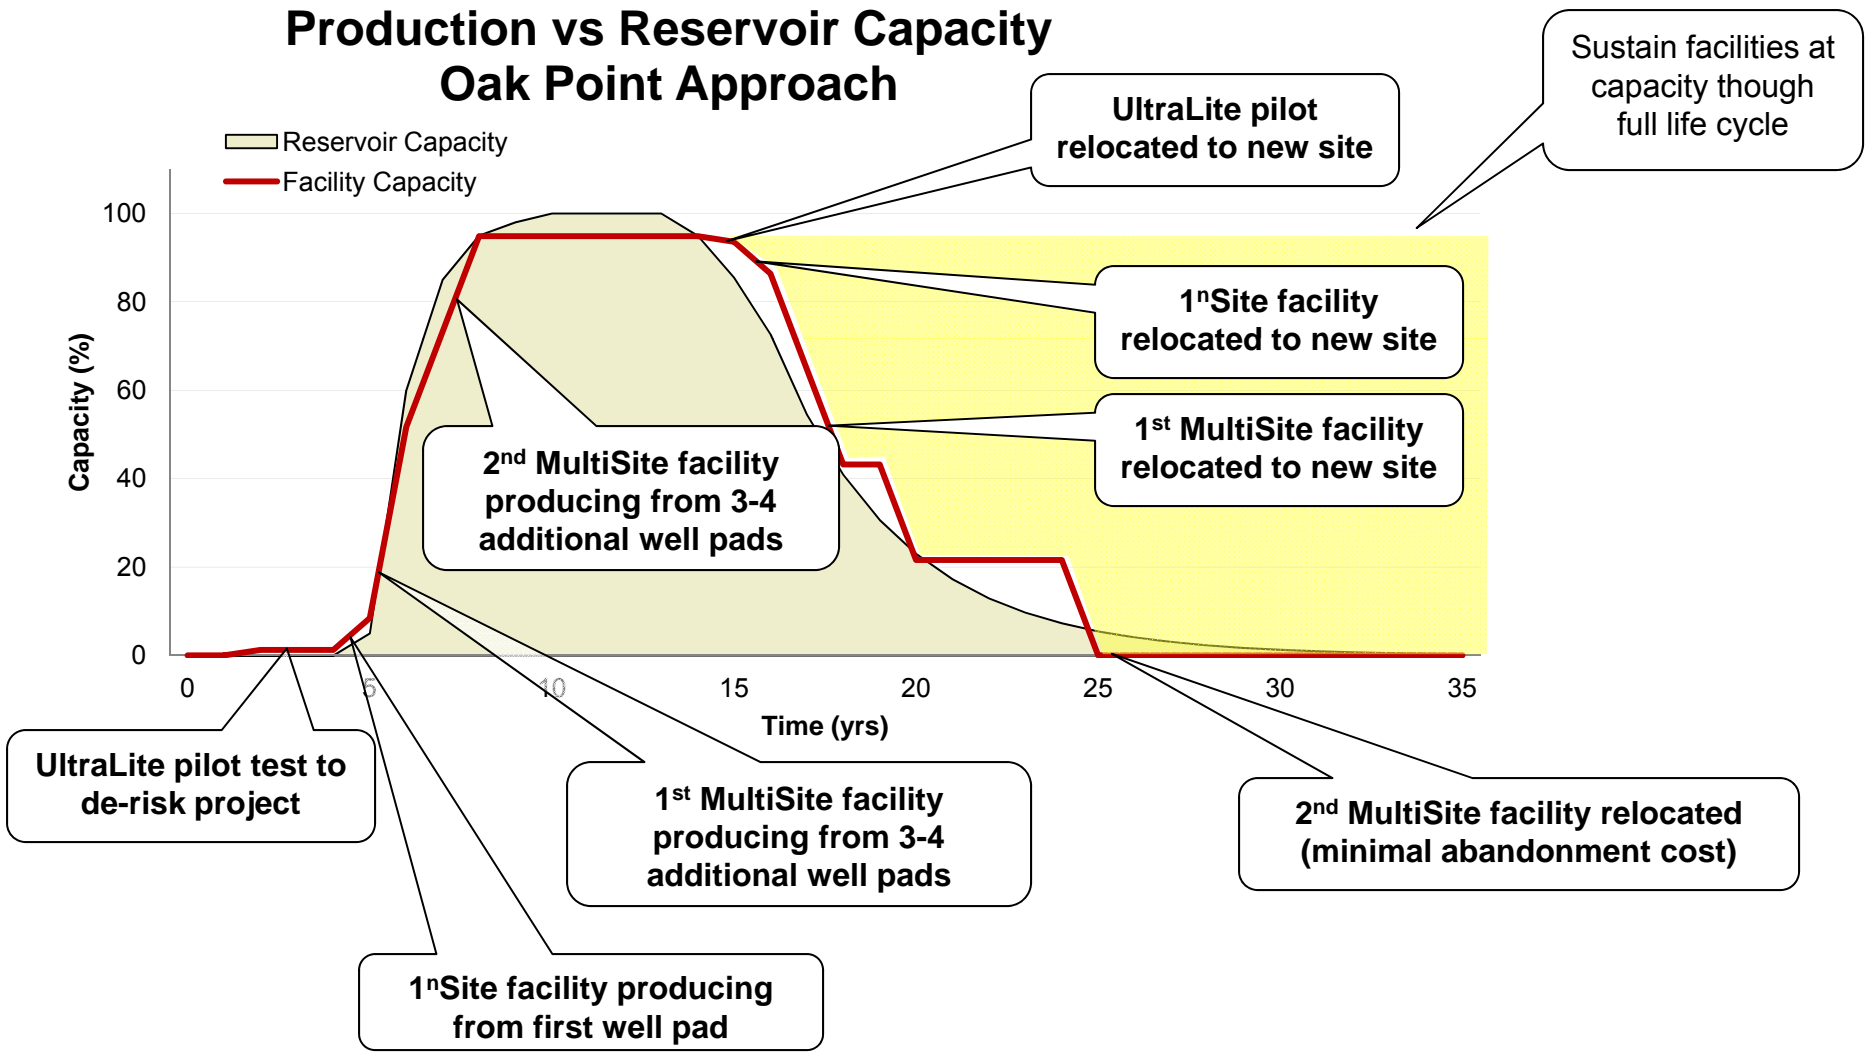 Production vs Reservoir Capacity
Oak Point Approach
Sustain facilities at
capacity though
full life cycle
UltraLite pilot
relocated to new site
Reservoir Capacity
Facility Capacity
100
80
60
40
20
0
Capacity (%)
1ⁿSite facility
relocated to new site
1ˢᵗ MultiSite facility
relocated to new site
2ⁿᵈ MultiSite facility
producing from 3-4
additional well pads
0 5 10 15 20 25 30 35
Time (yrs)
UltraLite pilot test to
de-risk project
1ˢᵗ MultiSite facility
producing from 3-4
additional well pads
2ⁿᵈ MultiSite facility relocated
(minimal abandonment cost)
1ⁿSite facility producing
from first well pad